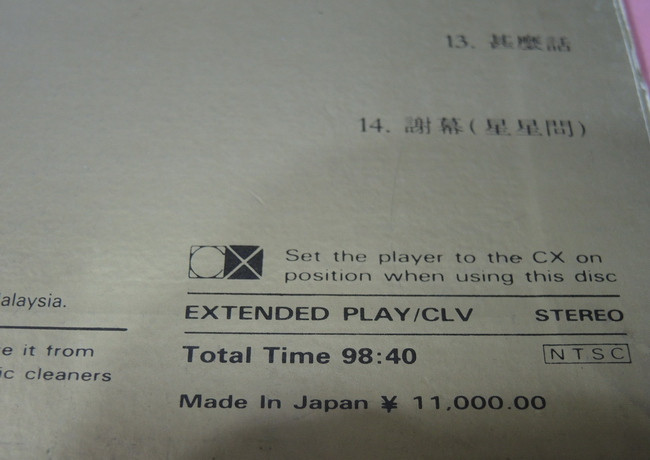 13. 甚麼話
14. 謝幕(星星問)
Set the player to the CX on
position when using this disc
alaysia.
EXTENDED PLAY/CLV STEREO
e it from
Total Time 98:40 NTSC
ic cleaners
Made In Japan ¥ 11,000.00